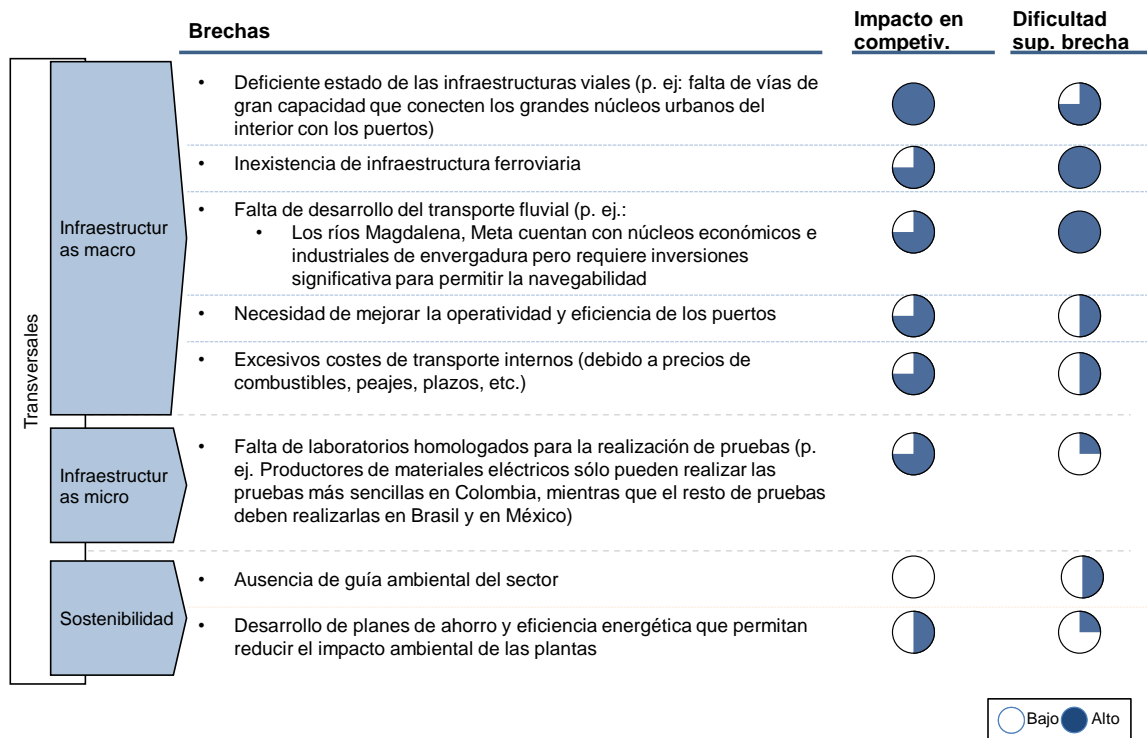 Brechas
Impacto en
competiv.
Dificultad
sup. brecha
Transversales
Infraestructur
as macro
• Deficiente estado de las infraestructuras viales (p. ej: falta de vías de
gran capacidad que conecten los grandes núcleos urbanos del
interior con los puertos)
• Inexistencia de infraestructura ferroviaria
• Falta de desarrollo del transporte fluvial (p. ej.:
• Los ríos Magdalena, Meta cuentan con núcleos económicos e
industriales de envergadura pero requiere inversiones
significativa para permitir la navegabilidad
• Necesidad de mejorar la operatividad y eficiencia de los puertos
• Excesivos costes de transporte internos (debido a precios de
combustibles, peajes, plazos, etc.)
Infraestructur
as micro
• Falta de laboratorios homologados para la realización de pruebas (p.
ej. Productores de materiales eléctricos sólo pueden realizar las
pruebas más sencillas en Colombia, mientras que el resto de pruebas
deben realizarlas en Brasil y en México)
Sostenibilidad
• Ausencia de guía ambiental del sector
• Desarrollo de planes de ahorro y eficiencia energética que permitan
reducir el impacto ambiental de las plantas
Bajo Alto